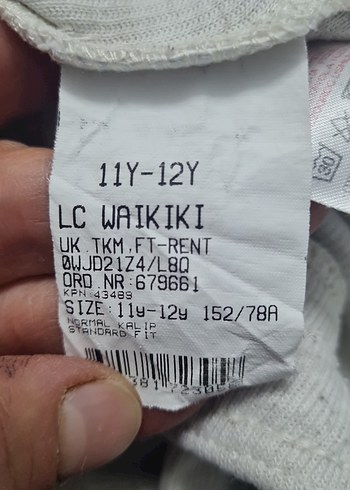 11Y-12Y
LC WAIKIKI
UK.TKM.FT-RENT
0WJD21Z4/L8Q
ORD.NR:679661
KPN:43489
SIZE:11y-12y 152/78A
NORMAL KALIP
STANDARD FIT
30